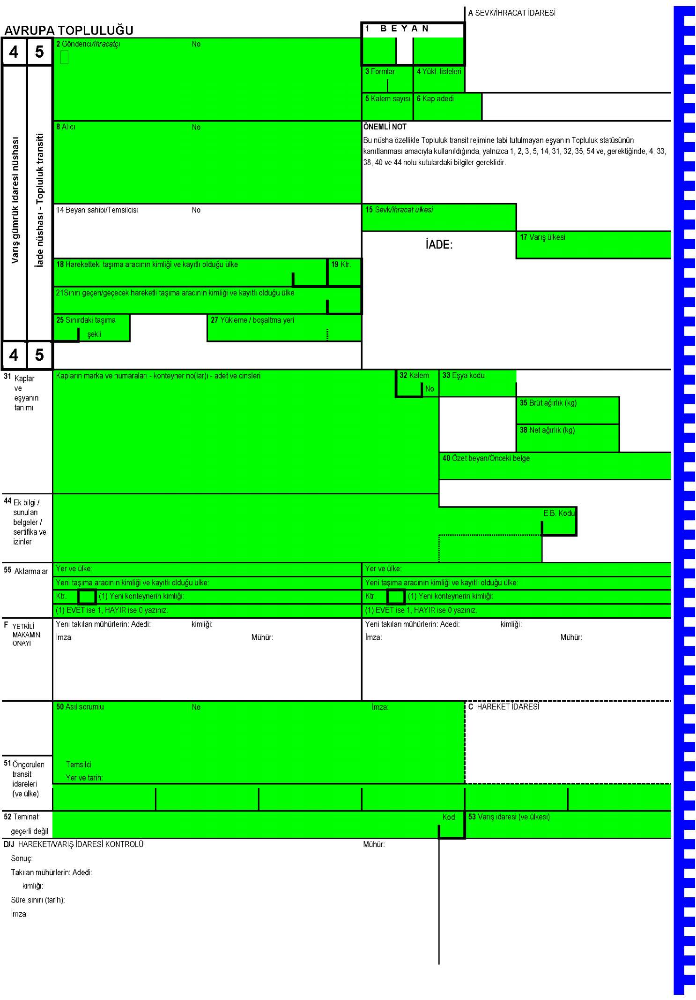 A SEVK/İHRACAT İDARESİ
AVRUPA TOPLULUĞU
1 B E Y A N
4 5
2 Gönderici/İhracatçı No
3 Formlar
4 Yükl. listeleri
5 Kalem sayısı
6 Kap adedi
Varış gümrük idaresi nüshası
İade nüshası - Topluluk transiti
8 Alıcı No
ÖNEMLİ NOT
Bu nüsha özellikle Topluluk transit rejimine tabi tutulmayan eşyanın Topluluk statüsünün
kanıtlanması amacıyla kullanıldığında, yalnızca 1, 2, 3, 5, 14, 31, 32, 35, 54 ve, gerektiğinde, 4, 33,
38, 40 ve 44 nolu kutulardaki bilgiler gereklidir.
14 Beyan sahibi/Temsilcisi No
15 Sevk/ihracat ülkesi
17 Varış ülkesi
İADE:
18 Hareketteki taşıma aracının kimliği ve kayıtlı olduğu ülke
19 Ktr.
21Sınırı geçen/geçecek hareketli taşıma aracının kimliği ve kayıtlı olduğu ülke
25 Sınırdaki taşıma
şekli
27 Yükleme / boşaltma yeri
4 5
31 Kaplar
ve
eşyanın
tanımı
Kapların marka ve numaraları - konteyner no(lar)ı - adet ve cinsleri
32 Kalem
No
33 Eşya kodu
35 Brüt ağırlık (kg)
38 Net ağırlık (kg)
40 Özet beyan/Önceki belge
44 Ek bilgi /
sunulan
belgeler /
sertifika ve
izinler
E.B. Kodu
55 Aktarmalar
Yer ve ülke:
Yeni taşıma aracının kimliği ve kayıtlı olduğu ülke:
Ktr. (1) Yeni konteynerin kimliği:
(1) EVET ise 1, HAYIR ise 0 yazınız.
Yer ve ülke:
Yeni taşıma aracının kimliği ve kayıtlı olduğu ülke:
Ktr. (1) Yeni konteynerin kimliği:
(1) EVET ise 1, HAYIR ise 0 yazınız.
F YETKİLİ
MAKAMIN
ONAYI
Yeni takılan mühürlerin: Adedi: kimliği:
İmza: Mühür:
Yeni takılan mühürlerin: Adedi: kimliği:
İmza: Mühür:
50 Asıl sorumlu No İmza:
C HAREKET İDARESİ
Temsilci
Yer ve tarih:
51 Öngörülen
transit
idareleri
(ve ülke)
52 Teminat
geçerli değil
Kod
53 Varış idaresi (ve ülkesi)
D/J HAREKET/VARIŞ İDARESİ KONTROLÜ Mühür:
Sonuç:
Takılan mühürlerin: Adedi:
kimliği:
Süre sınırı (tarih):
İmza: